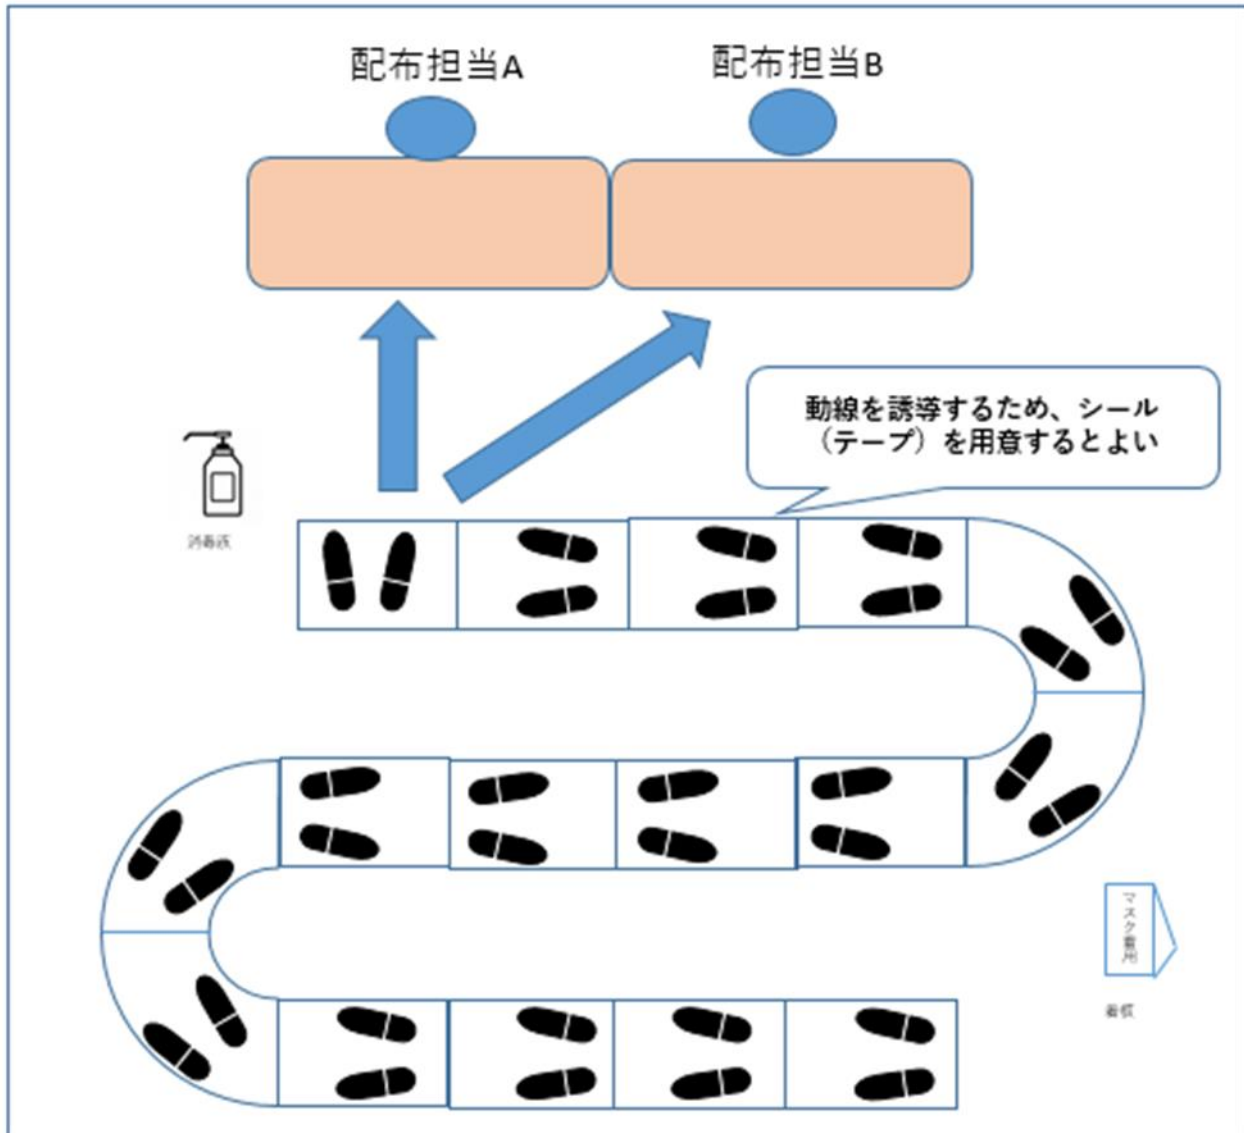 配布担当A
配布担当B
動線を誘導するため、シール
（テープ）を用意するとよい
消毒液
マスク着用
看板